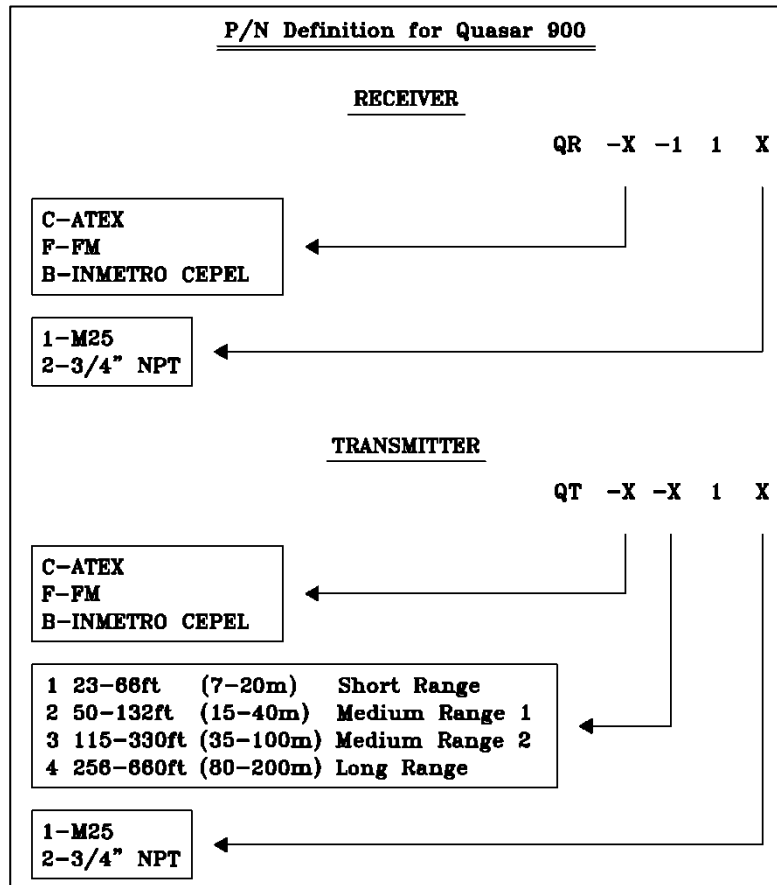 P/N Definition for Quasar 900
RECEIVER
QR -X -1 1 X
C-ATEX
F-FM
B-INMETRO CEPEL
1-M25
2-3/4" NPT
TRANSMITTER
QT -X -X 1 X
C-ATEX
F-FM
B-INMETRO CEPEL
1 23-66ft (7-20m) Short Range
2 50-132ft (15-40m) Medium Range 1
3 115-330ft (35-100m) Medium Range 2
4 256-660ft (80-200m) Long Range
1-M25
2-3/4" NPT